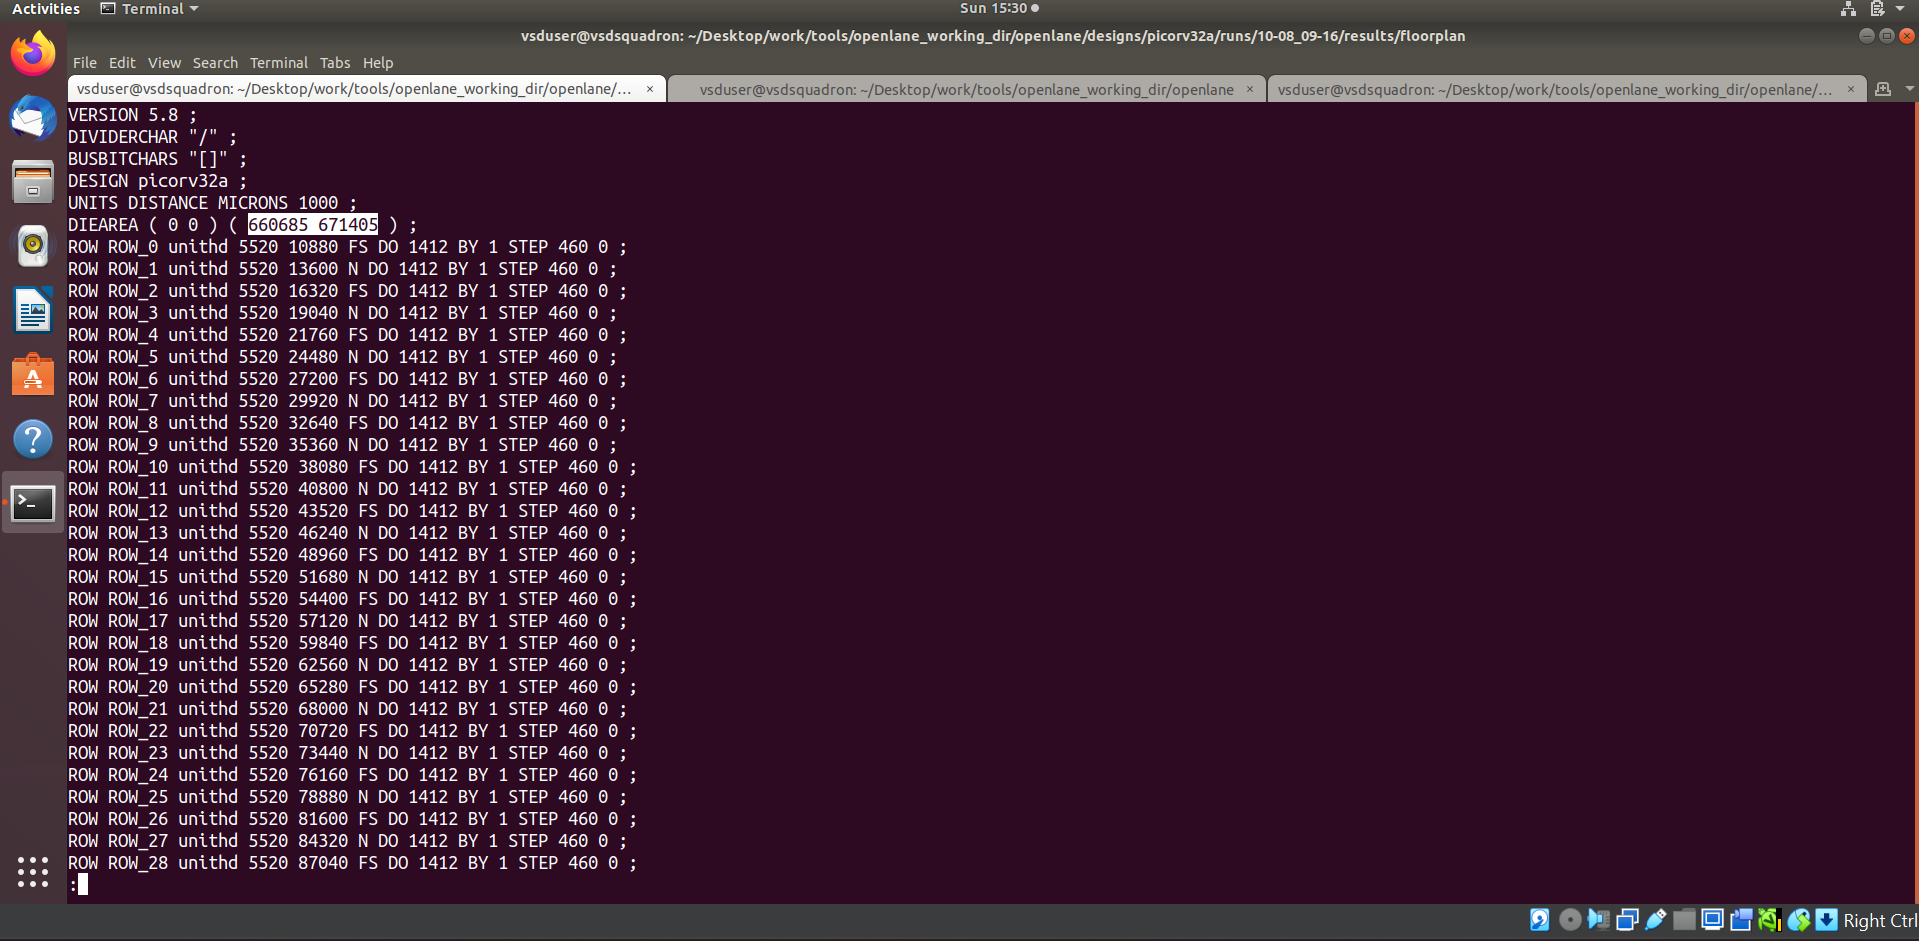 Activities Terminal Sun 15:30
vsduser@vsdsquadron: ~/Desktop/work/tools/openlane_working_dir/openlane/designs/picorv32a/runs/10-08_09-16/results/floorplan
File Edit View Search Terminal Tabs Help
vsduser@vsdsquadron: ~/Desktop/work/tools/openlane_working_dir/openlane/... × vsduser@vsdsquadron: ~/Desktop/work/tools/openlane_working_dir/openlane × vsduser@vsdsquadron: ~/Desktop/work/tools/openlane_working_dir/openlane/... ×
VERSION 5.8 ;
DIVIDERCHAR "/" ;
BUSBITCHARS "[]" ;
DESIGN picorv32a ;
UNITS DISTANCE MICRONS 1000 ;
DIEAREA ( 0 0 ) ( 660685 671405 ) ;
ROW ROW_0 unithd 5520 10880 FS DO 1412 BY 1 STEP 460 0 ;
ROW ROW_1 unithd 5520 13600 N DO 1412 BY 1 STEP 460 0 ;
ROW ROW_2 unithd 5520 16320 FS DO 1412 BY 1 STEP 460 0 ;
ROW ROW_3 unithd 5520 19040 N DO 1412 BY 1 STEP 460 0 ;
ROW ROW_4 unithd 5520 21760 FS DO 1412 BY 1 STEP 460 0 ;
ROW ROW_5 unithd 5520 24480 N DO 1412 BY 1 STEP 460 0 ;
ROW ROW_6 unithd 5520 27200 FS DO 1412 BY 1 STEP 460 0 ;
ROW ROW_7 unithd 5520 29920 N DO 1412 BY 1 STEP 460 0 ;
ROW ROW_8 unithd 5520 32640 FS DO 1412 BY 1 STEP 460 0 ;
ROW ROW_9 unithd 5520 35360 N DO 1412 BY 1 STEP 460 0 ;
ROW ROW_10 unithd 5520 38080 FS DO 1412 BY 1 STEP 460 0 ;
ROW ROW_11 unithd 5520 40800 N DO 1412 BY 1 STEP 460 0 ;
ROW ROW_12 unithd 5520 43520 FS DO 1412 BY 1 STEP 460 0 ;
ROW ROW_13 unithd 5520 46240 N DO 1412 BY 1 STEP 460 0 ;
ROW ROW_14 unithd 5520 48960 FS DO 1412 BY 1 STEP 460 0 ;
ROW ROW_15 unithd 5520 51680 N DO 1412 BY 1 STEP 460 0 ;
ROW ROW_16 unithd 5520 54400 FS DO 1412 BY 1 STEP 460 0 ;
ROW ROW_17 unithd 5520 57120 N DO 1412 BY 1 STEP 460 0 ;
ROW ROW_18 unithd 5520 59840 FS DO 1412 BY 1 STEP 460 0 ;
ROW ROW_19 unithd 5520 62560 N DO 1412 BY 1 STEP 460 0 ;
ROW ROW_20 unithd 5520 65280 FS DO 1412 BY 1 STEP 460 0 ;
ROW ROW_21 unithd 5520 68000 N DO 1412 BY 1 STEP 460 0 ;
ROW ROW_22 unithd 5520 70720 FS DO 1412 BY 1 STEP 460 0 ;
ROW ROW_23 unithd 5520 73440 N DO 1412 BY 1 STEP 460 0 ;
ROW ROW_24 unithd 5520 76160 FS DO 1412 BY 1 STEP 460 0 ;
ROW ROW_25 unithd 5520 78880 N DO 1412 BY 1 STEP 460 0 ;
ROW ROW_26 unithd 5520 81600 FS DO 1412 BY 1 STEP 460 0 ;
ROW ROW_27 unithd 5520 84320 N DO 1412 BY 1 STEP 460 0 ;
ROW ROW_28 unithd 5520 87040 FS DO 1412 BY 1 STEP 460 0 ;
:
Right Ctrl